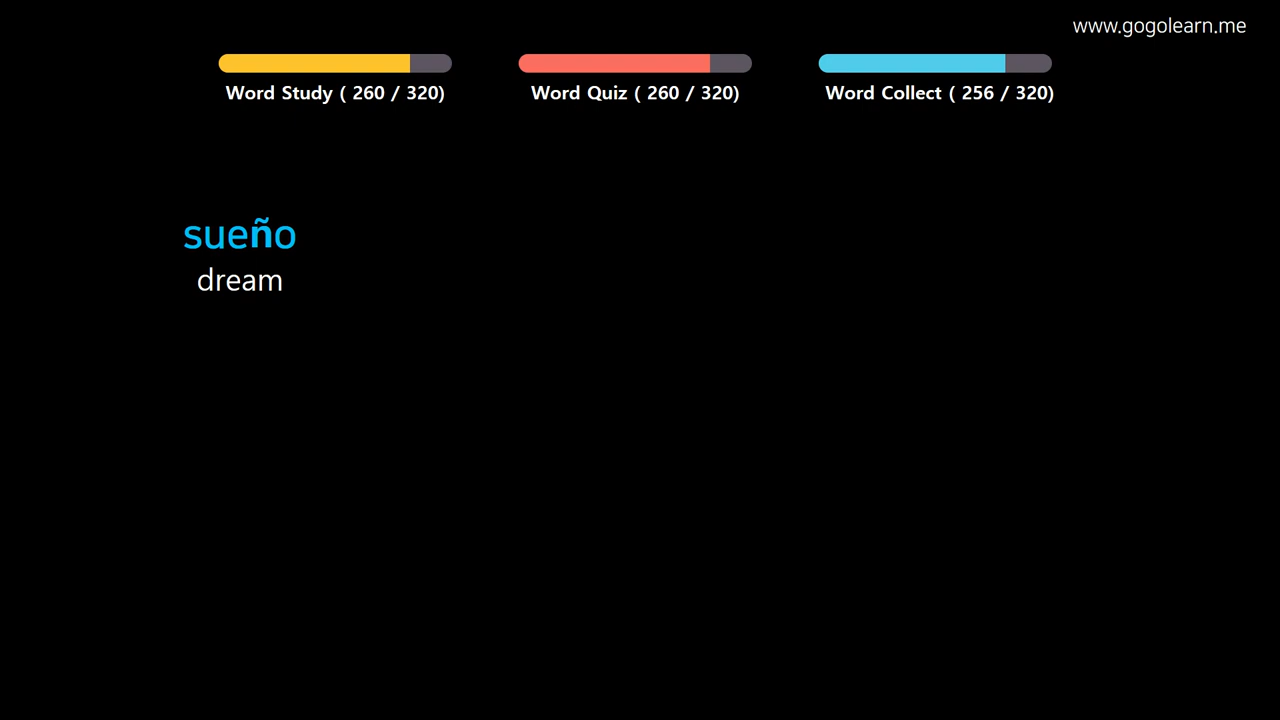 www.gogolearn.me
Word Study ( 260 / 320)
Word Quiz ( 260 / 320)
Word Collect ( 256 / 320)
sueño
dream